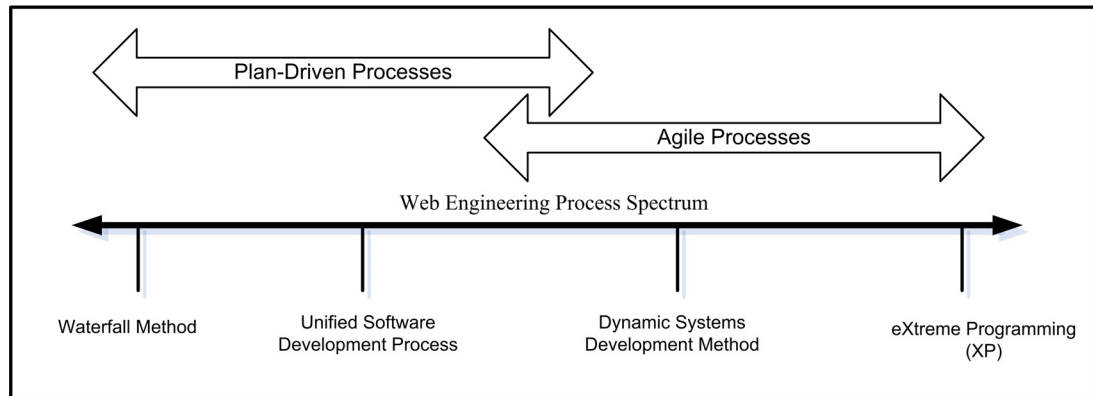 Plan-Driven Processes
Agile Processes
Web Engineering Process Spectrum
Waterfall Method
Unified Software
Development Process
Dynamic Systems
Development Method
eXtreme Programming
(XP)